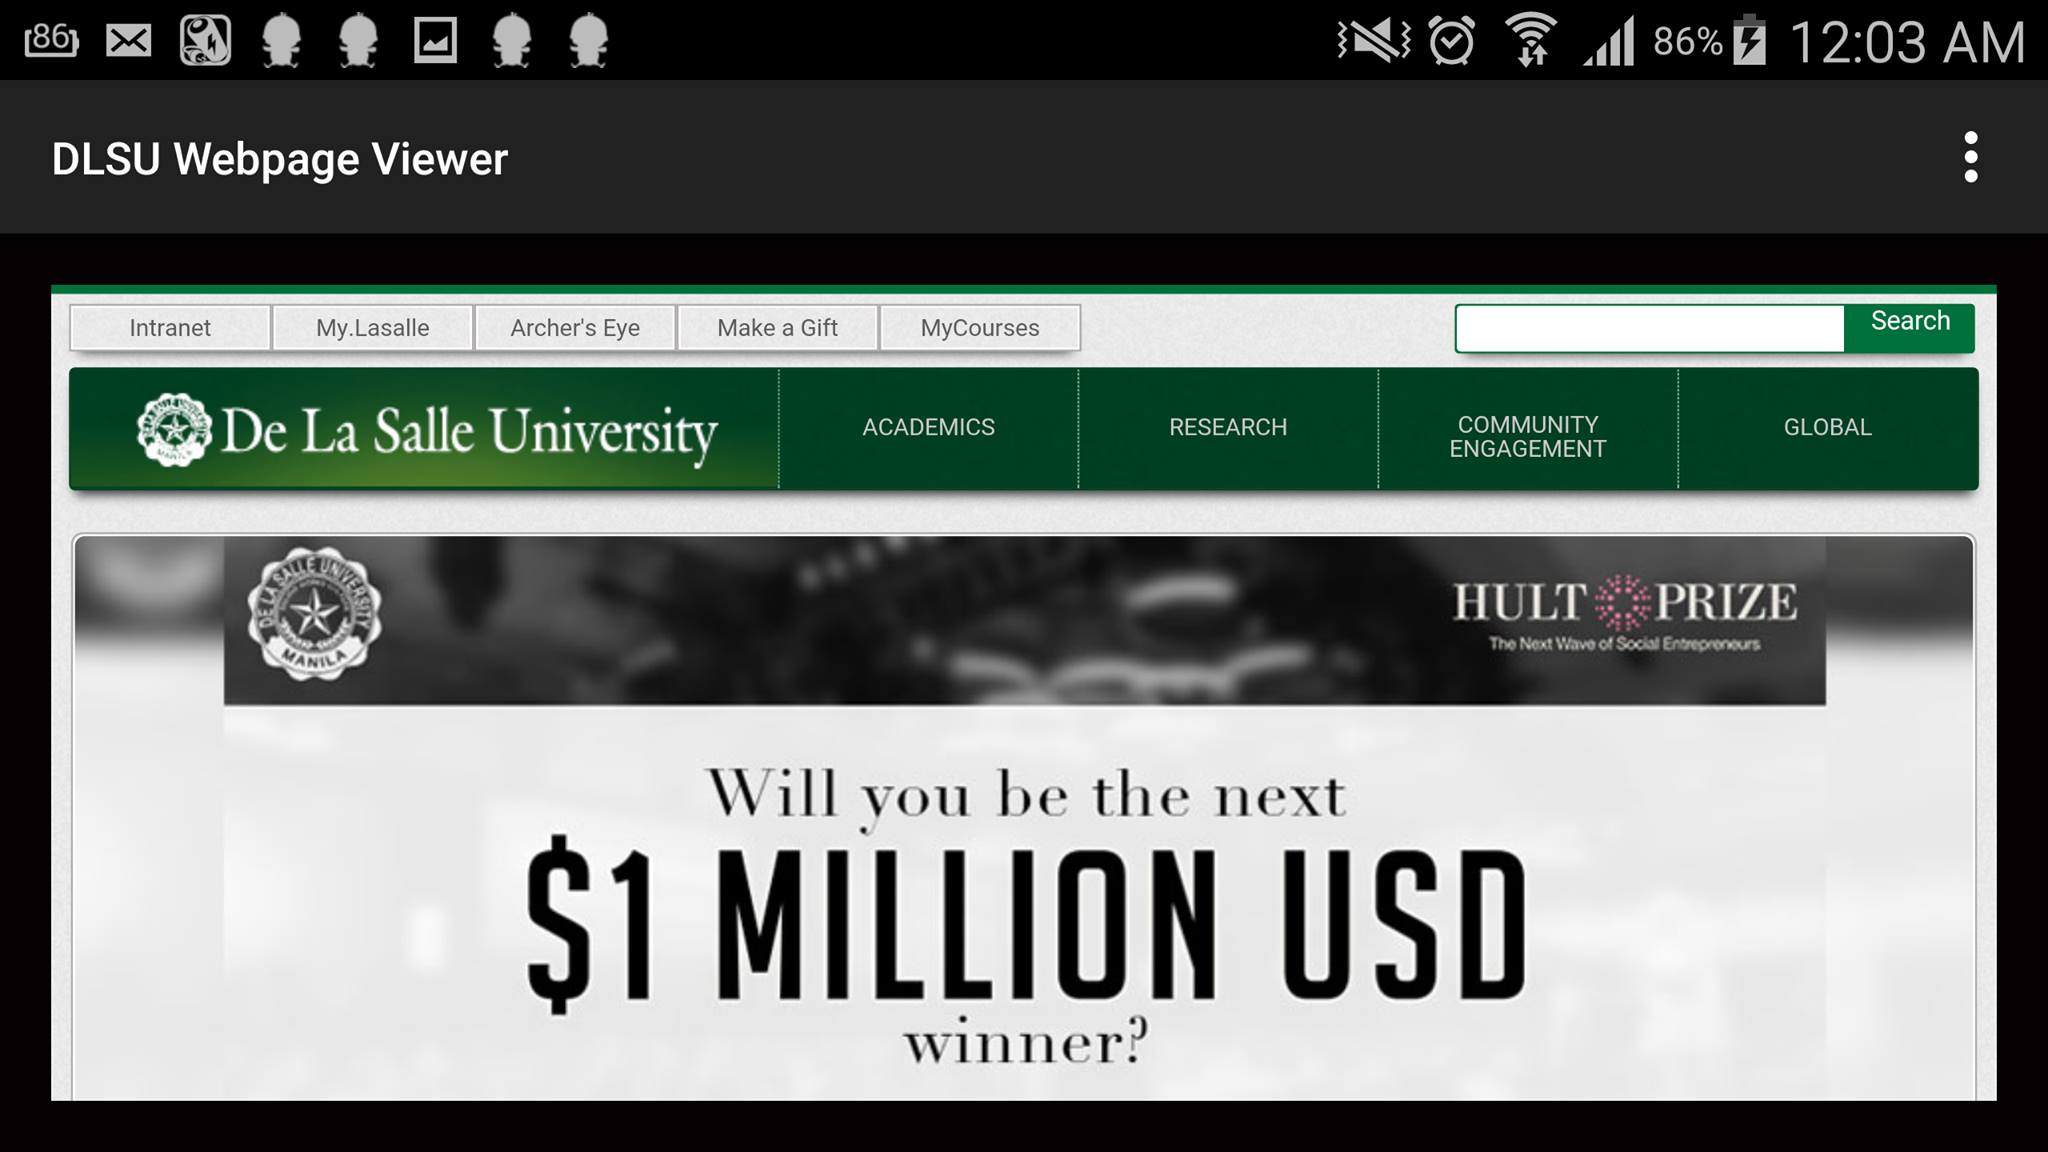 86
86% 12:03 AM
DLSU Webpage Viewer
Intranet
My.Lasalle
Archer's Eye
Make a Gift
MyCourses
Search
De La Salle University
ACADEMICS
RESEARCH
COMMUNITY
ENGAGEMENT
GLOBAL
DE LA SALLE UNIVERSITY
MANILA
HULT PRIZE
The Next Wave of Social Entrepreneurs
Will you be the next
$1 MILLION USD
winner?